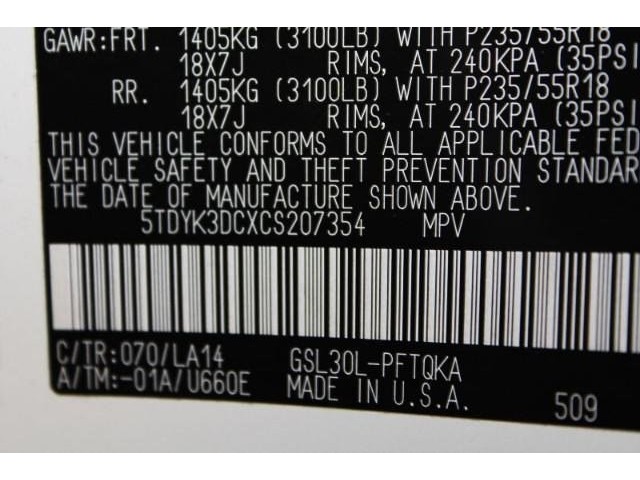 GAWR:FRT. 1405KG (3100LB) WITH P235/55R18
18X7J RIMS, AT 240KPA (35PSI
RR. 1405KG (3100LB) WITH P235/55R18
18X7J RIMS, AT 240KPA (35PSI
THIS VEHICLE CONFORMS TO ALL APPLICABLE FED
VEHICLE SAFETY AND THEFT PREVENTION STANDAR
THE DATE OF MANUFACTURE SHOWN ABOVE.
5TDYK3DCXCS207354 MPV
C/TR:070/LA14 GSL30L-PFTQKA
A/TM:-01A/U660E MADE IN U.S.A. 509